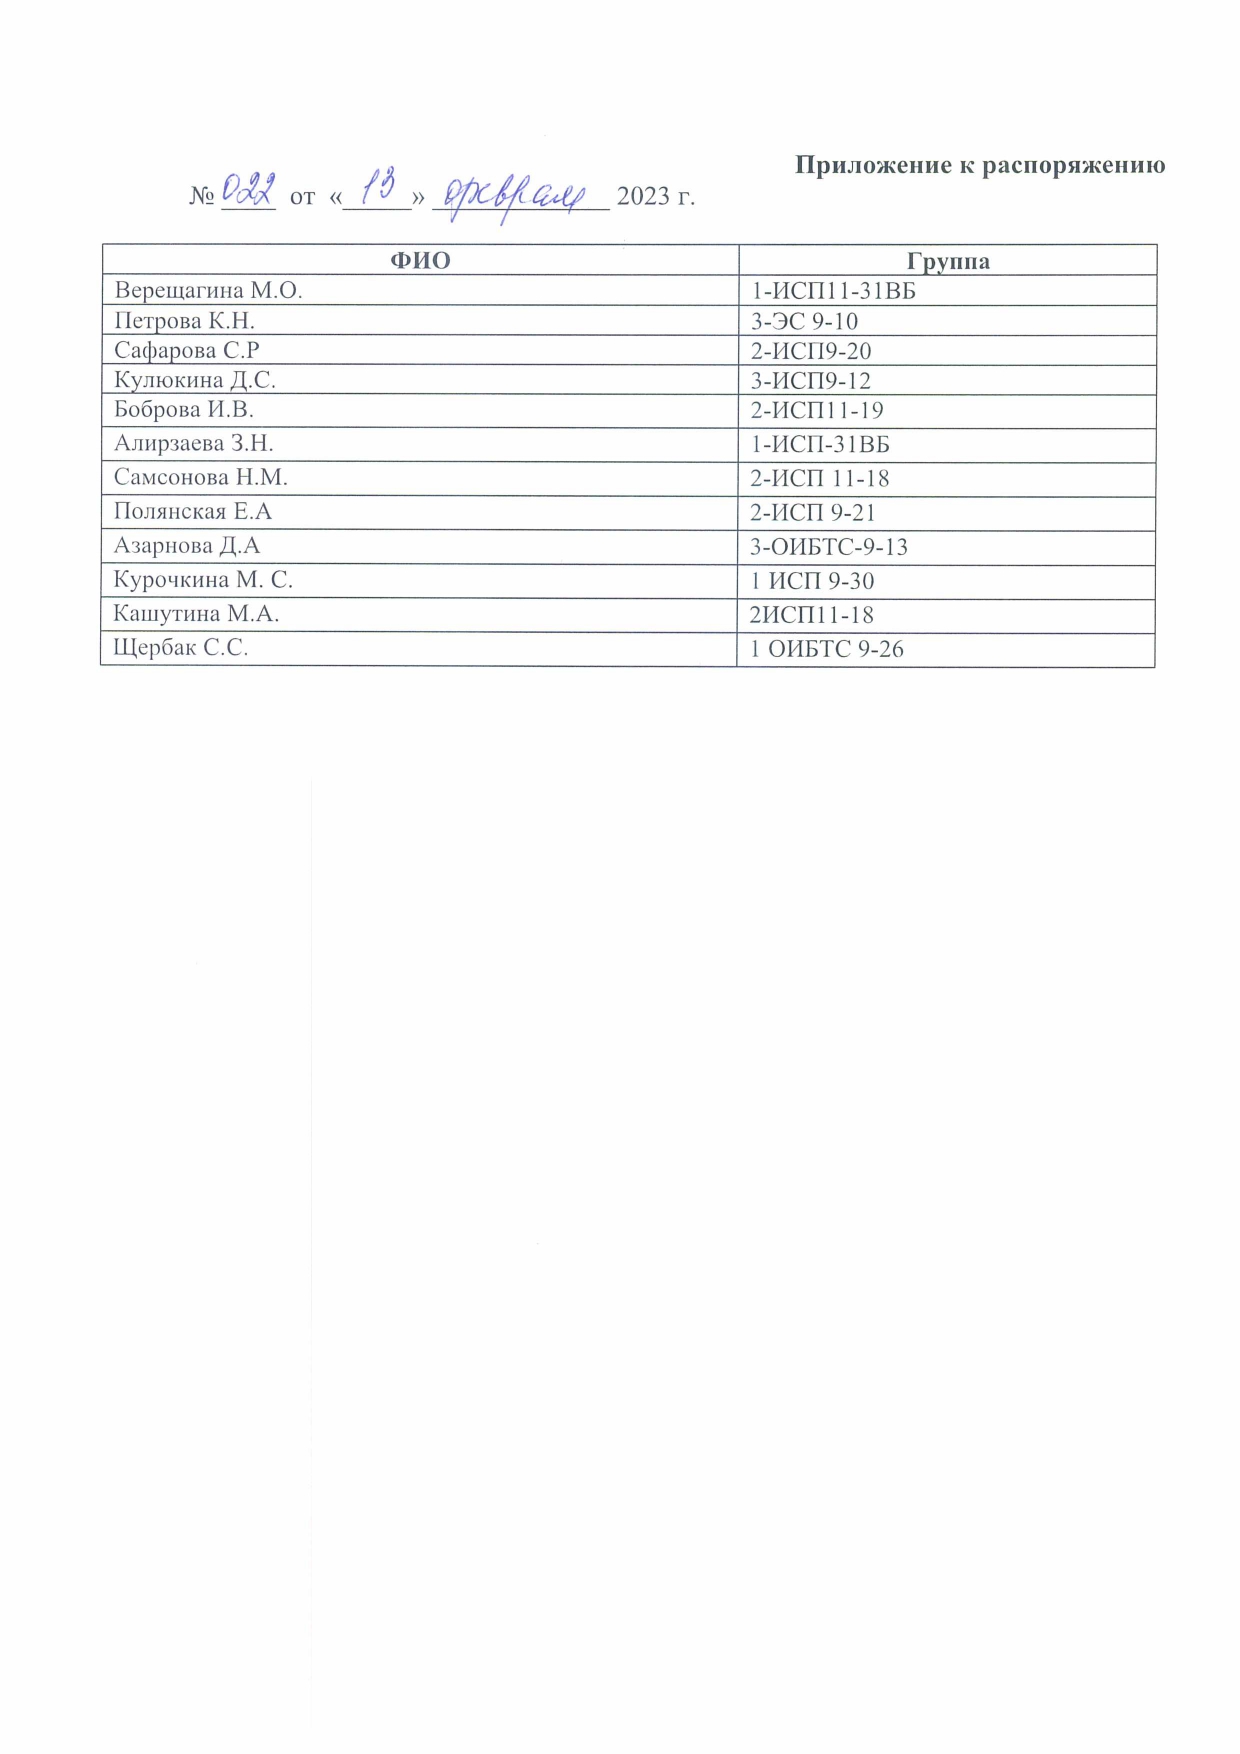 Приложение к распоряжению
№ 022 от « 13 » февраля 2023 г.
ФИО Группа
Верещагина М.О. 1-ИСП11-31ВБ
Петрова К.Н. 3-ЭС 9-10
Сафарова С.Р 2-ИСП9-20
Кулюкина Д.С. 3-ИСП9-12
Боброва И.В. 2-ИСП11-19
Алирзаева З.Н. 1-ИСП-31ВБ
Самсонова Н.М. 2-ИСП 11-18
Полянская Е.А 2-ИСП 9-21
Азарнова Д.А 3-ОИБТС-9-13
Курочкина М. С. 1 ИСП 9-30
Кашутина М.А. 2ИСП11-18
Щербак С.С. 1 ОИБТС 9-26